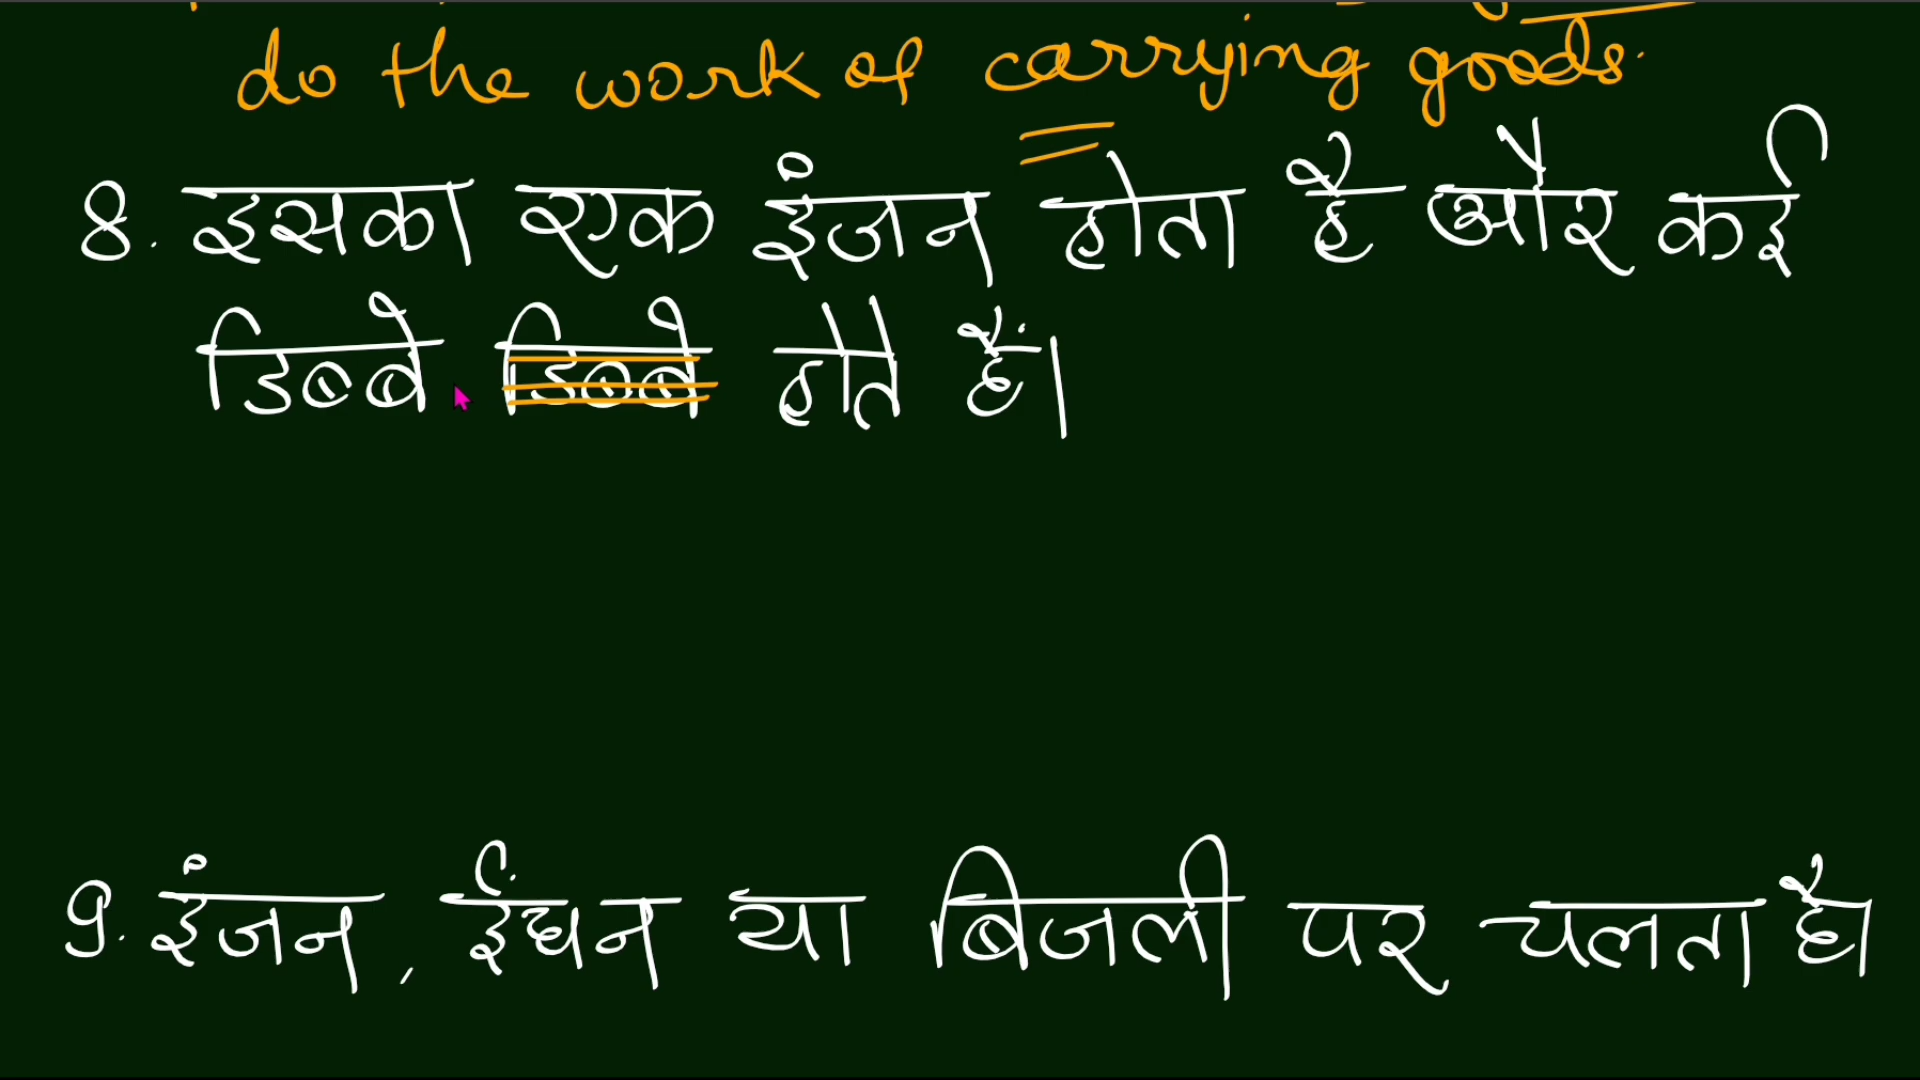 do the work of carrying goods.
8. इसका एक इंजन होता है और कई
डिब्बे डिब्बे होते हैं।
9. इंजन, ईंधन या बिजली पर चलता है।